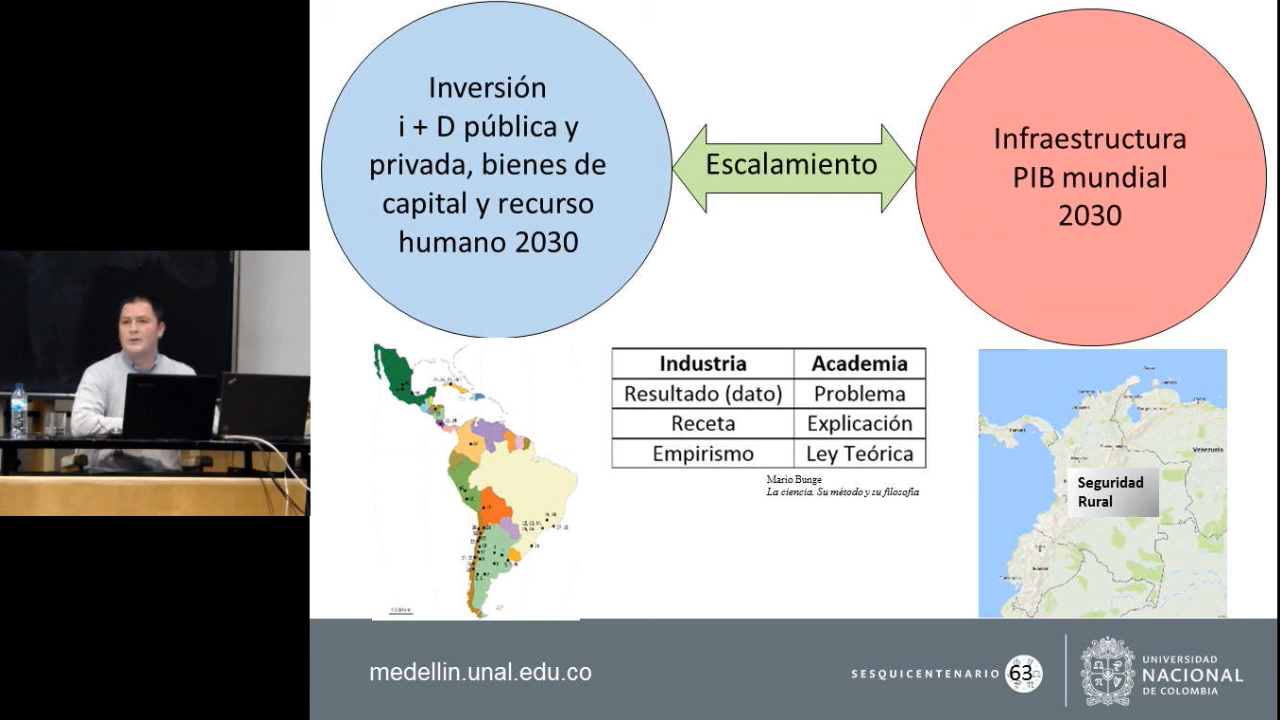 Inversión
i + D pública y
privada, bienes de
capital y recurso
humano 2030
Escalamiento
Infraestructura
PIB mundial
2030
Industria Academia
Resultado (dato) Problema
Receta Explicación
Empirismo Ley Teórica
Mario Bunge
La ciencia. Su método y su filosofía
Venezuela
Seguridad
Rural
medellin.unal.edu.co
SESQUICENTENARIO 63
UNIVERSIDAD
NACIONAL
DE COLOMBIA